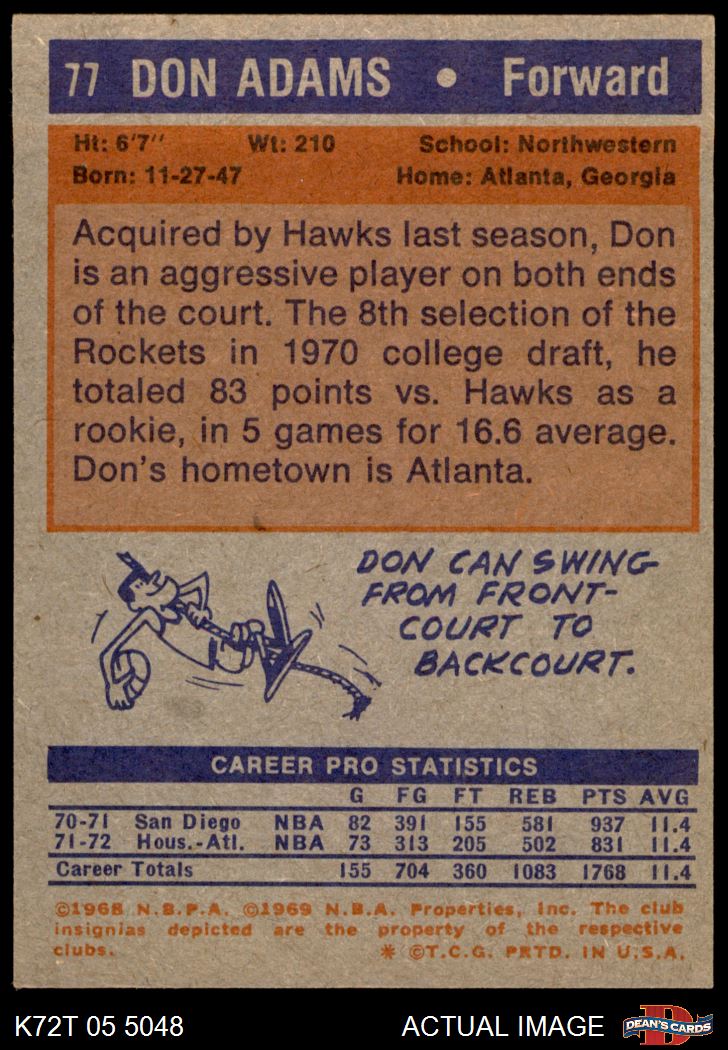 77 DON ADAMS • Forward
Ht: 6'7'' Wt: 210 School: Northwestern
Born: 11-27-47 Home: Atlanta, Georgia
Acquired by Hawks last season, Don
is an aggressive player on both ends
of the court. The 8th selection of the
Rockets in 1970 college draft, he
totaled 83 points vs. Hawks as a
rookie, in 5 games for 16.6 average.
Don's hometown is Atlanta.
DON CAN SWING
FROM FRONT-
COURT TO
BACKCOURT.
CAREER PRO STATISTICS
G FG FT REB PTS AVG
70-71 San Diego NBA 82 391 155 581 937 11.4
71-72 Hous.-Atl. NBA 73 313 205 502 831 11.4
Career Totals 155 704 360 1083 1768 11.4
©1968 N.B.P.A. ©1969 N.B.A. Properties, Inc. The club
insignias depicted are the property of the respective
clubs. * ©T.C.G. PRTD. IN U.S.A.
K72T 05 5048 ACTUAL IMAGE DEAN'S CARDS